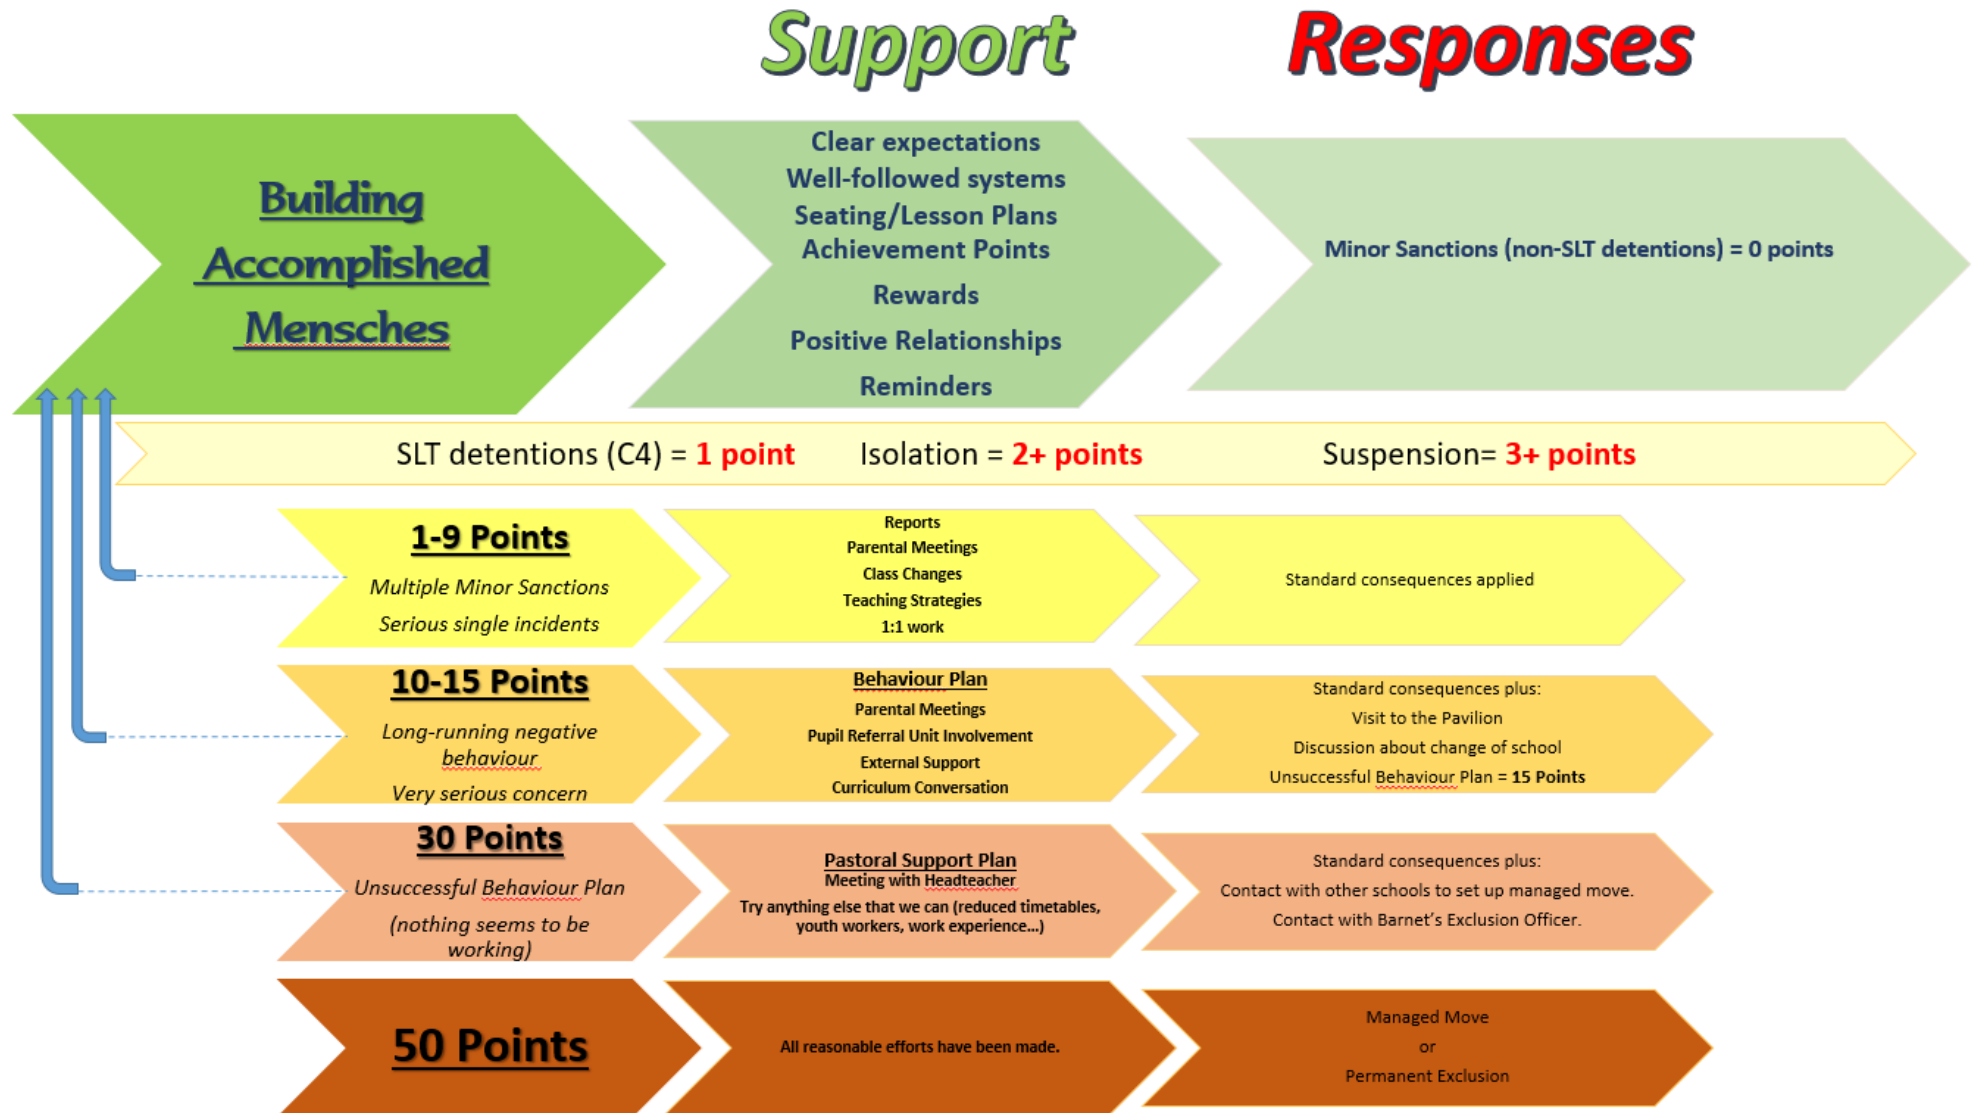 Support
Responses
Building
Accomplished
Mensches
Clear expectations
Well-followed systems
Seating/Lesson Plans
Achievement Points
Rewards
Positive Relationships
Reminders
Minor Sanctions (non-SLT detentions) = 0 points
SLT detentions (C4) = 1 point
Isolation = 2+ points
Suspension= 3+ points
1-9 Points
Multiple Minor Sanctions
Serious single incidents
Reports
Parental Meetings
Class Changes
Teaching Strategies
1:1 work
Standard consequences applied
10-15 Points
Long-running negative
behaviour
Very serious concern
Behaviour Plan
Parental Meetings
Pupil Referral Unit Involvement
External Support
Curriculum Conversation
Standard consequences plus:
Visit to the Pavilion
Discussion about change of school
Unsuccessful Behaviour Plan = 15 Points
30 Points
Unsuccessful Behaviour Plan
(nothing seems to be
working)
Pastoral Support Plan
Meeting with Headteacher
Try anything else that we can (reduced timetables,
youth workers, work experience...)
Standard consequences plus:
Contact with other schools to set up managed move.
Contact with Barnet's Exclusion Officer.
50 Points
All reasonable efforts have been made.
Managed Move
or
Permanent Exclusion